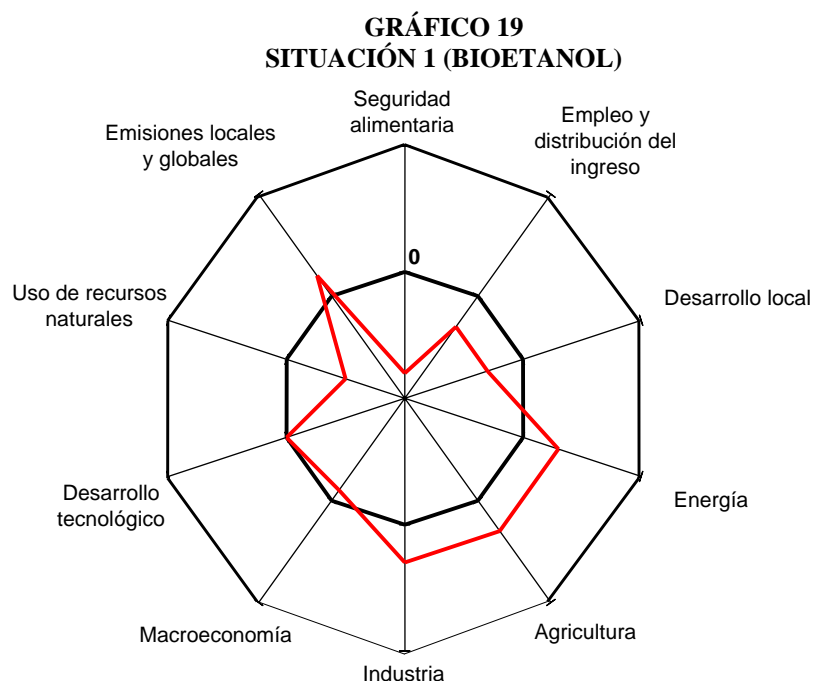 GRÁFICO 19
SITUACIÓN 1 (BIOETANOL)
Seguridad
alimentaria
Empleo y
distribución del
ingreso
Desarrollo local
Energía
Agricultura
Industria
Macroeconomía
Desarrollo
tecnológico
Uso de recursos
naturales
Emisiones locales
y globales
0